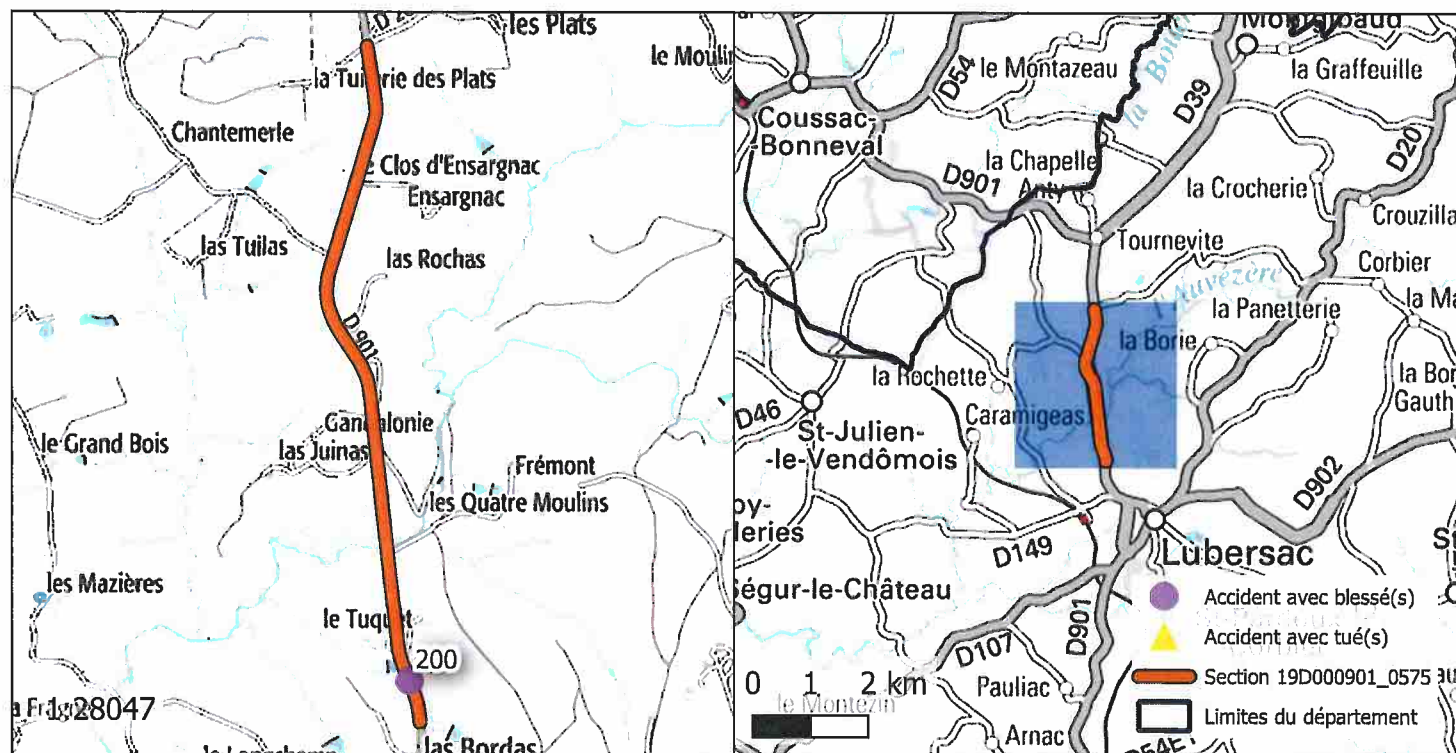 les Plats
la Tuilerie des Plats
Chantemerle
le Clos d'Ensargnac
Ensargnac
las Tuilas
las Rochas
D 901
le Grand Bois
las Juinas
Frémont
les Quatre Moulins
les Mazières
le Tuquet
200
1:28047
las Bordas
le Montazeau
la Graffeuille
D54
D39
Coussac-
-Bonneval
la Chapelle
Anty
D901
la Crocherie
D20
Tournevite
Corbier
la Panetterie
la Borie
la Rochette
Caramigeas
D46
St-Julien-
-le-Vendômois
D902
D149
Lubersac
Ségur-le-Château
D901
D107
Pauliac
le Montezin
Arnac
0 1 2 km
Accident avec blessé(s)
Accident avec tué(s)
Section 19D000901_0575
Limites du département